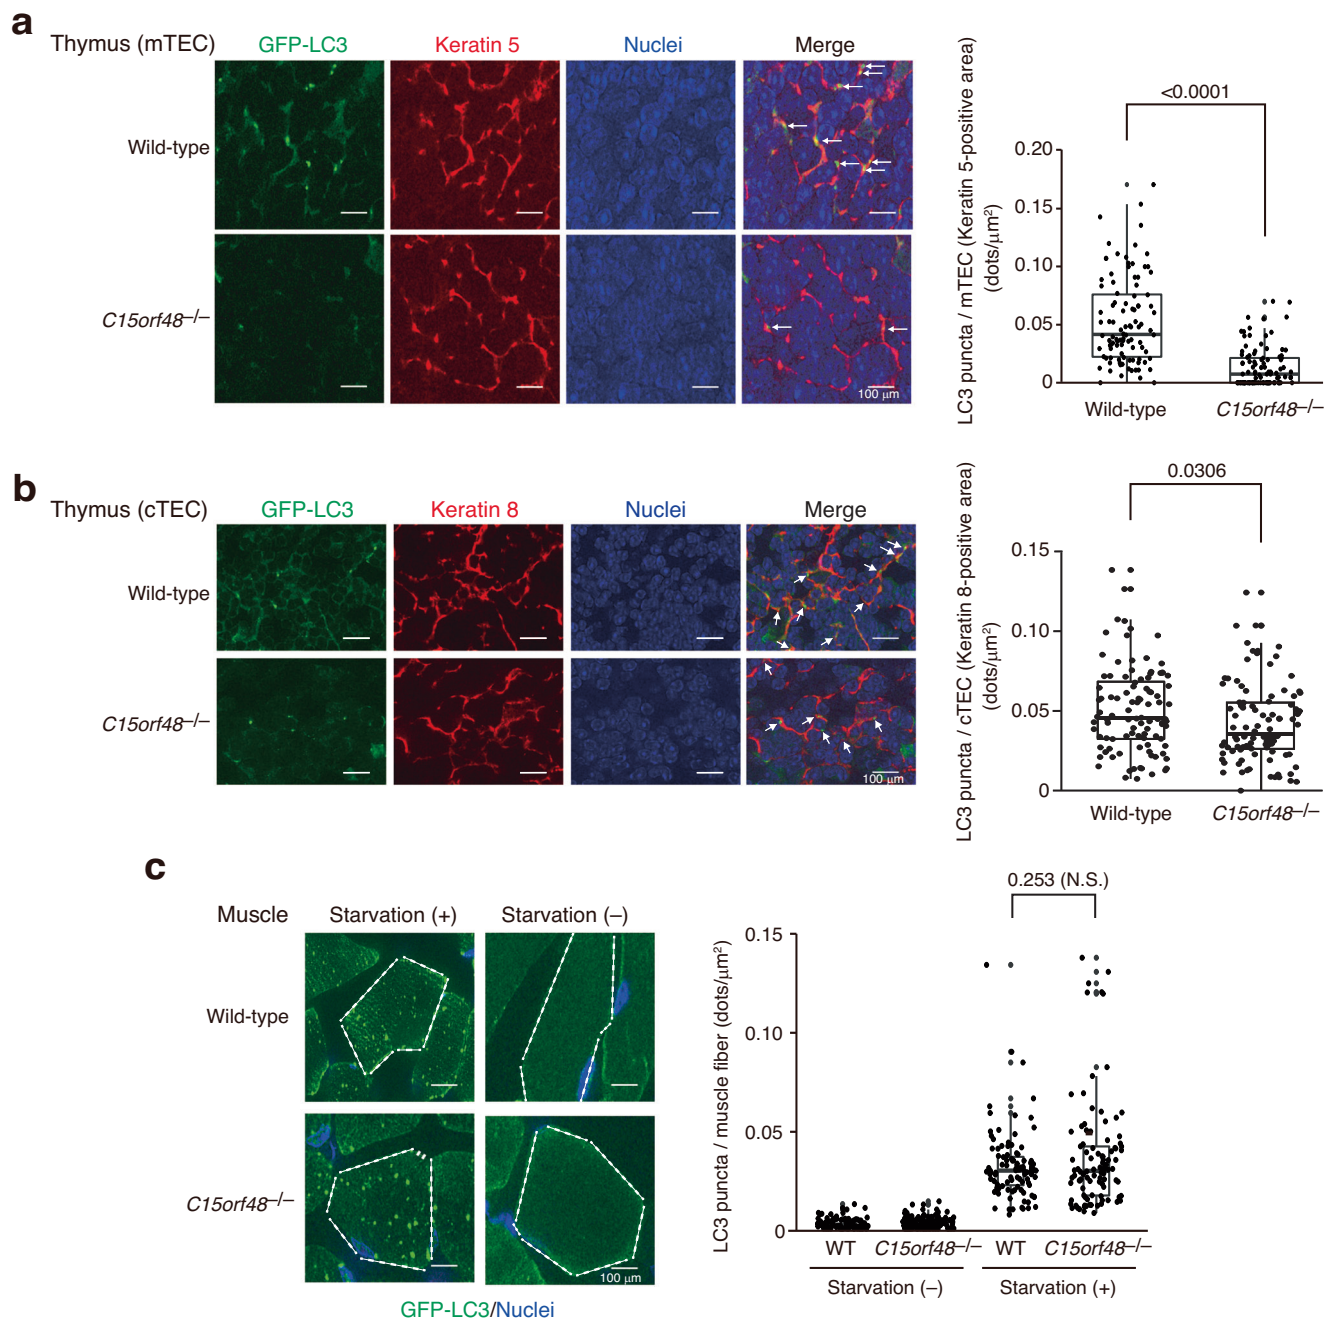 a
Thymus (mTEC)
GFP-LC3
Keratin 5
Nuclei
Merge
Wild-type
C15orf48–/–
100 µm
LC3 puncta / mTEC (Keratin 5-positive area)
(dots/µm²)
<0.0001
0.20
0.15
0.10
0.05
0
Wild-type
C15orf48–/–
b
Thymus (cTEC)
GFP-LC3
Keratin 8
Nuclei
Merge
Wild-type
C15orf48–/–
100 µm
LC3 puncta / cTEC (Keratin 8-positive area)
(dots/µm²)
0.0306
0.15
0.10
0.05
0
Wild-type
C15orf48–/–
c
Muscle
Starvation (+)
Starvation (–)
Wild-type
C15orf48–/–
100 µm
GFP-LC3/Nuclei
LC3 puncta / muscle fiber (dots/µm²)
0.253 (N.S.)
0.15
0.10
0.05
0
WT
C15orf48–/–
WT
C15orf48–/–
Starvation (–)
Starvation (+)